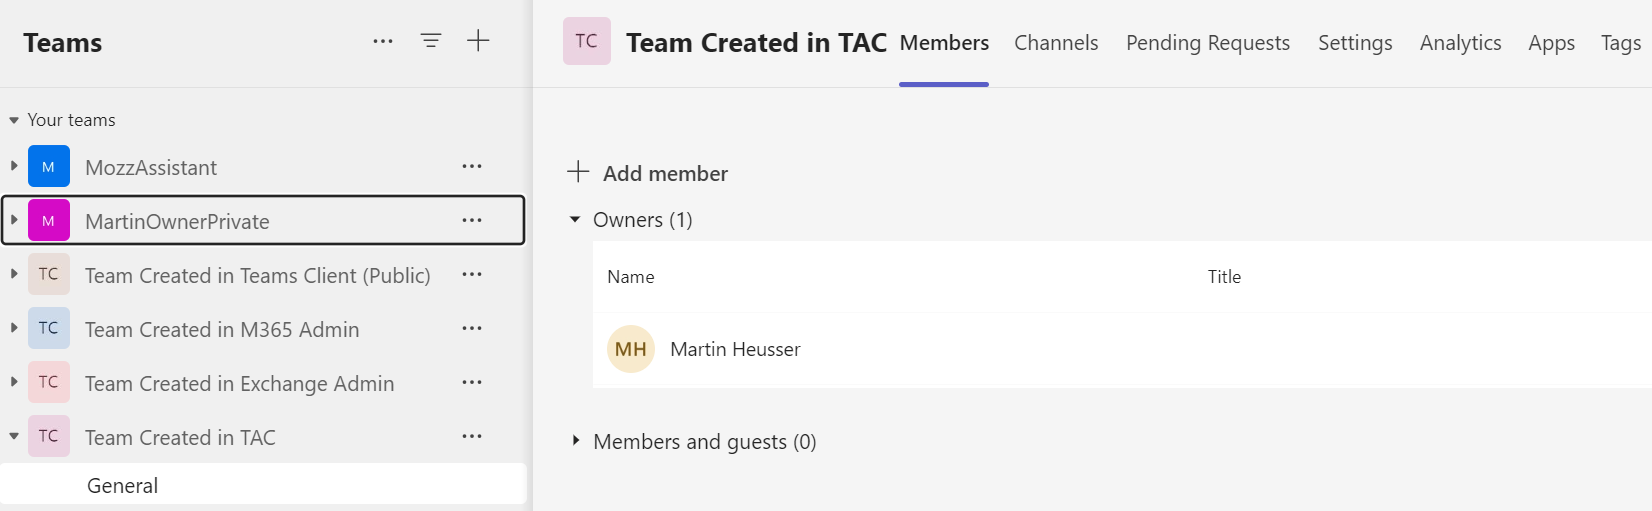 Teams
Your teams
M MozzAssistant
M MartinOwnerPrivate
TC Team Created in Teams Client (Public)
TC Team Created in M365 Admin
TC Team Created in Exchange Admin
TC Team Created in TAC
General
TC Team Created in TAC Members Channels Pending Requests Settings Analytics Apps Tags
Add member
Owners (1)
Name Title
MH Martin Heusser
Members and guests (0)